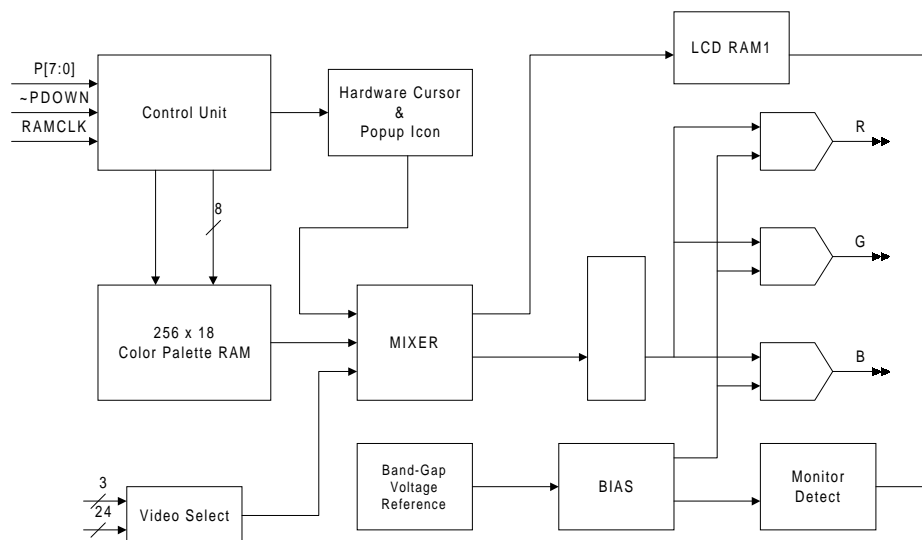 LCD RAM1
P[7:0]
~PDOWN
RAMCLK
Control Unit
Hardware Cursor
&
Popup Icon
R
8
G
256 x 18
Color Palette RAM
MIXER
B
3
24
Video Select
Band-Gap
Voltage
Reference
BIAS
Monitor
Detect